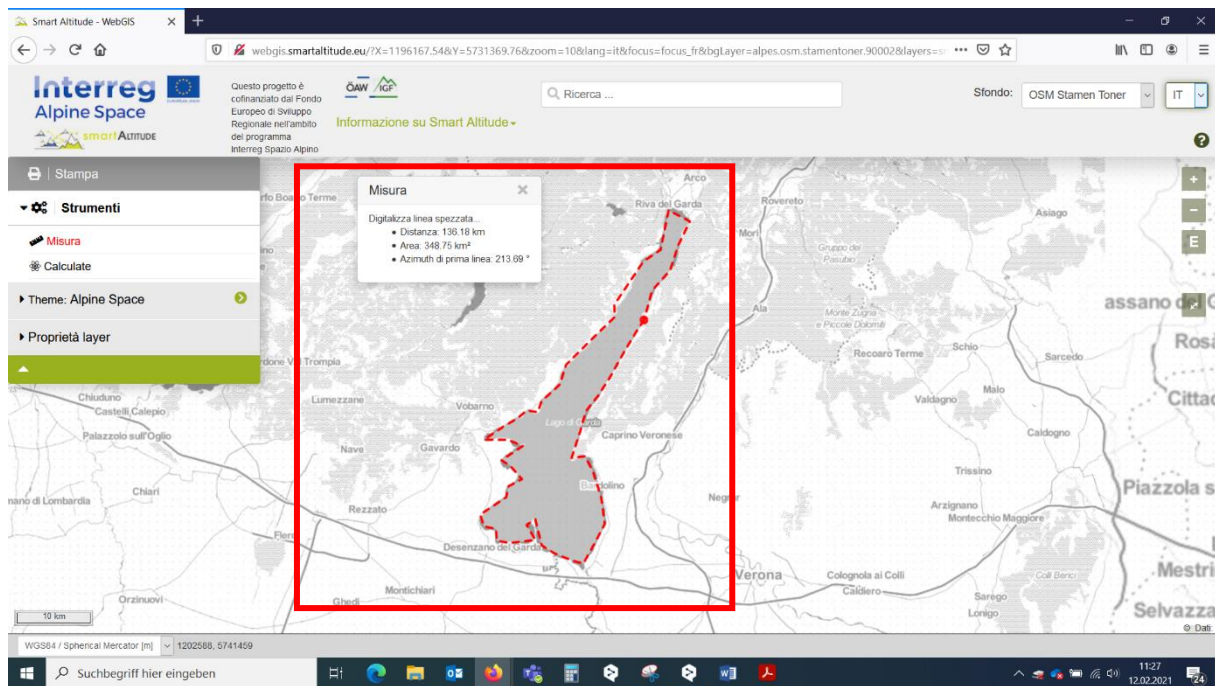 Smart Altitude - WebGIS
webgis.smartaltitude.eu/?X=1196167.54&Y=5731369.76&zoom=10&lang=it&focus=focus_fr&bgLayer=alpes.osm.stamentoner.90002&layers=s
Interreg
Alpine Space
smartAltitude
Questo progetto è
cofinanziato dal Fondo
Europeo di Sviluppo
Regionale nell'ambito
del programma
Interreg Spazio Alpino
ÖAW IGF
Informazione su Smart Altitude
Ricerca ...
Sfondo:
OSM Stamen Toner
IT
Stampa
Strumenti
Misura
Calculate
Theme: Alpine Space
Proprietà layer
Misura
Digitalizza linea spezzata...
Distanza: 136.18 km
Area: 348.75 km²
Azimuth di prima linea: 213.69 °
E
Arco
Riva del Garda
Rovereto
Mori
Asiago
Gruppo del
Pasubio
Ala
Monte Zugna
e Piccole Dolomiti
Recoaro Terme
Schio
Sarcedo
assano del G
Rosà
Malo
Valdagno
Cittad
Chiuduno
Castelli Calepio
Lumezzane
Vobarno
Lago di Garda
Palazzolo sull'Oglio
Caprino Veronese
Caldogno
Nave
Gavardo
Trissino
Bardolino
Chiari
Negrar
Piazzola s
Rezzato
Arzignano
Montecchio Maggiore
Desenzano del Garda
Verona
Colognola ai Colli
Caldiero
Colli Berici
Mestri
Montichiari
Orzinuovi
Ghedi
Sarego
Lonigo
Selvazza
10 km
© Dati:
WGS84 / Spherical Mercator [m]
1202588, 5741459
Suchbegriff hier eingeben
11:27
12.02.2021
24